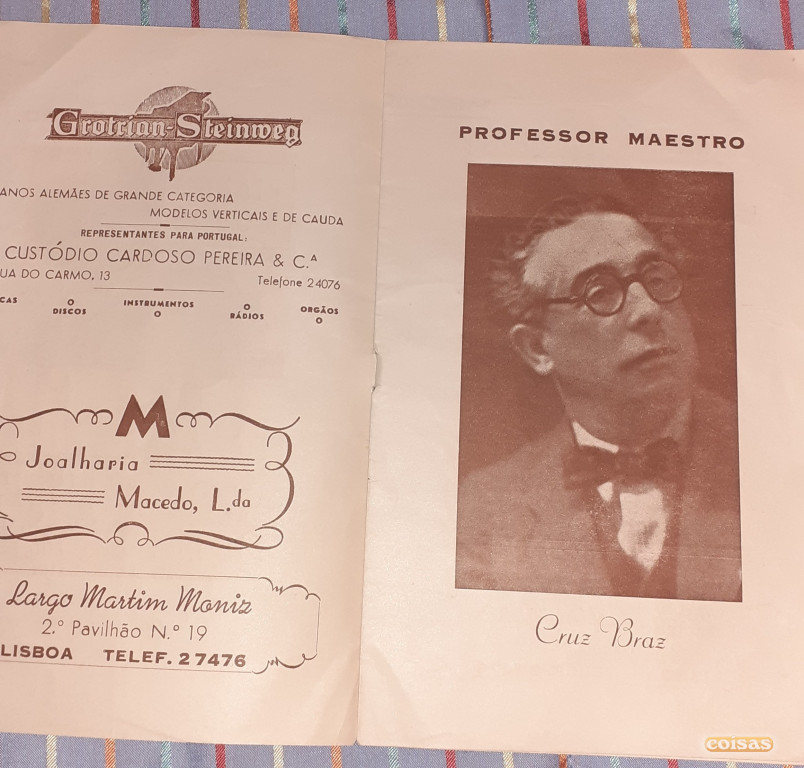 Grotrian-Steinweg
ANOS ALEMÃES DE GRANDE CATEGORIA
MODELOS VERTICAIS E DE CAUDA
REPRESENTANTES PARA PORTUGAL:
CUSTÓDIO CARDOSO PEREIRA & C.ᴬ
UA DO CARMO, 13 Telefone 24076
CAS O DISCOS INSTRUMENTOS O O RÁDIOS ORGÃOS O
M
Joalharia
Macedo, L.da
Largo Martim Moniz
2.º Pavilhão N.º 19
LISBOA TELEF. 27476
PROFESSOR MAESTRO
Cruz Braz
coisas